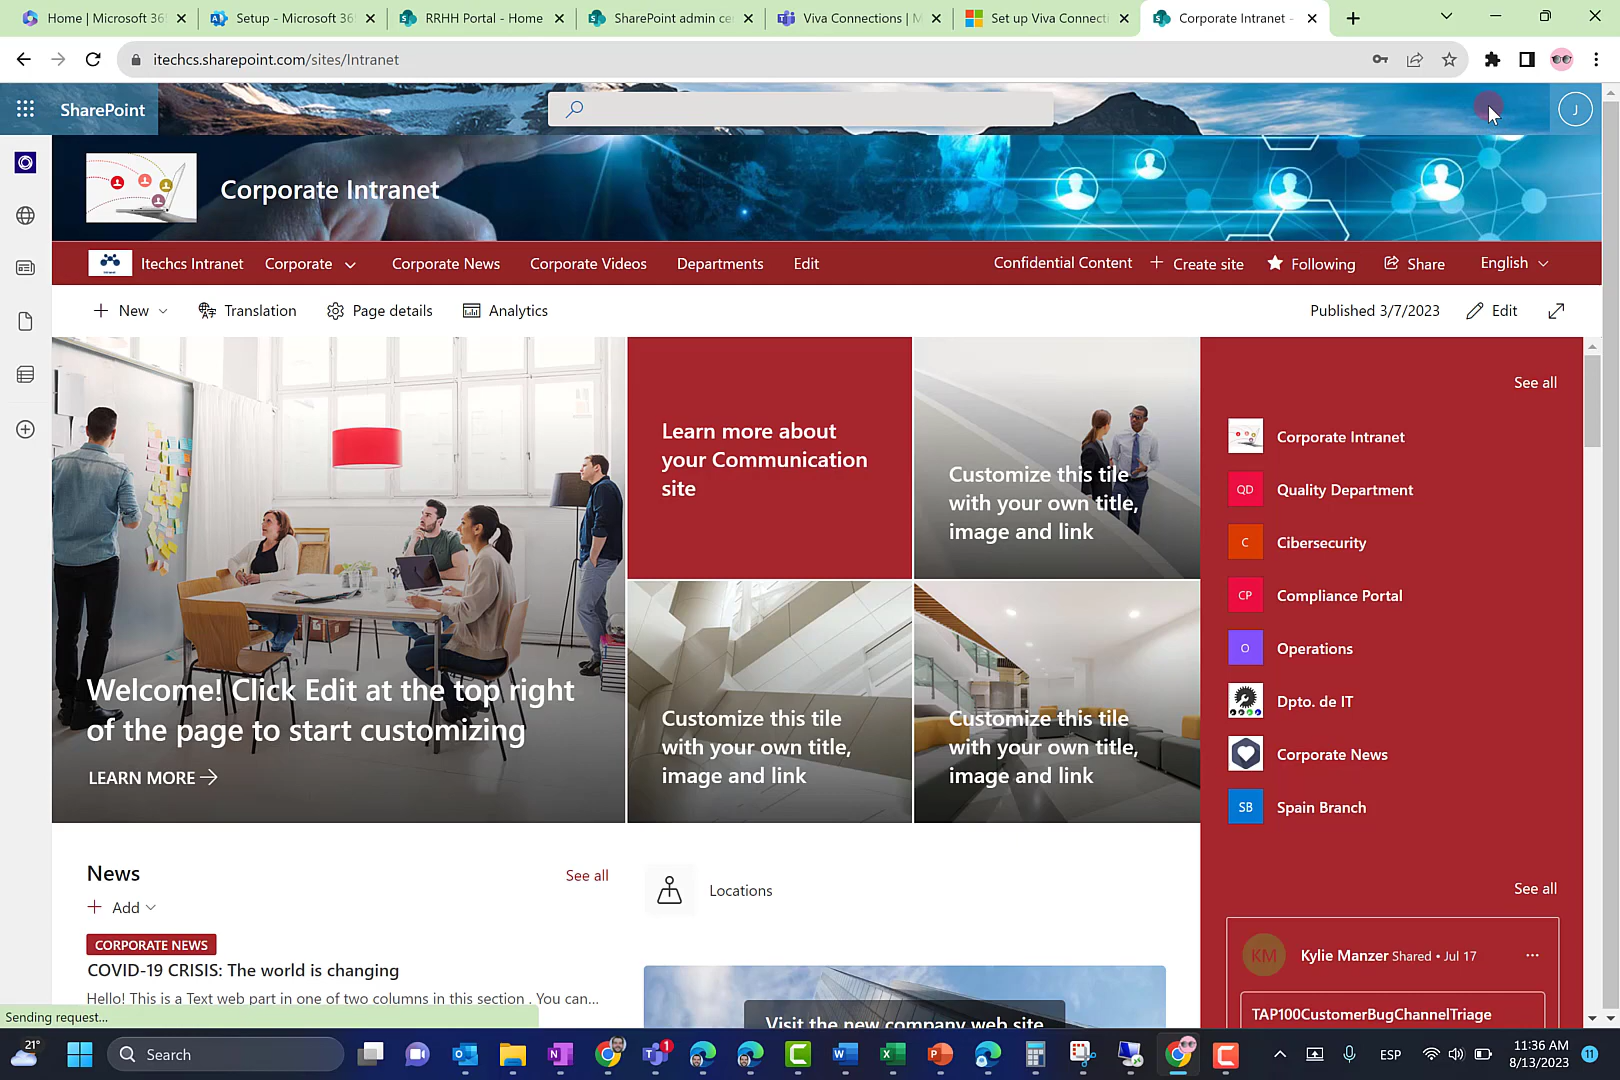 Home | Microsoft 36
Setup - Microsoft 36
RRHH Portal - Home
SharePoint admin ce
Viva Connections | M
Set up Viva Connect
Corporate Intranet -
itechcs.sharepoint.com/sites/Intranet
SharePoint
J
Corporate Intranet
Itechcs Intranet
Corporate
Corporate News
Corporate Videos
Departments
Edit
Confidential Content
Create site
Following
Share
English
New
Translation
Page details
Analytics
Published 3/7/2023
Edit
Welcome! Click Edit at the top right
of the page to start customizing
LEARN MORE
Learn more about
your Communication
site
Customize this tile
with your own title,
image and link
Customize this tile
with your own title,
image and link
Customize this tile
with your own title,
image and link
See all
Corporate Intranet
QD Quality Department
C Cibersecurity
CP Compliance Portal
O Operations
Dpto. de IT
Corporate News
SB Spain Branch
News
See all
Add
CORPORATE NEWS
COVID-19 CRISIS: The world is changing
Hello! This is a Text web part in one of two columns in this section . You can...
Locations
Visit the new company web site
See all
KM
Kylie Manzer Shared • Jul 17
TAP100CustomerBugChannelTriage
Sending request...
21°
Search
1
ESP
11:36 AM
8/13/2023
11